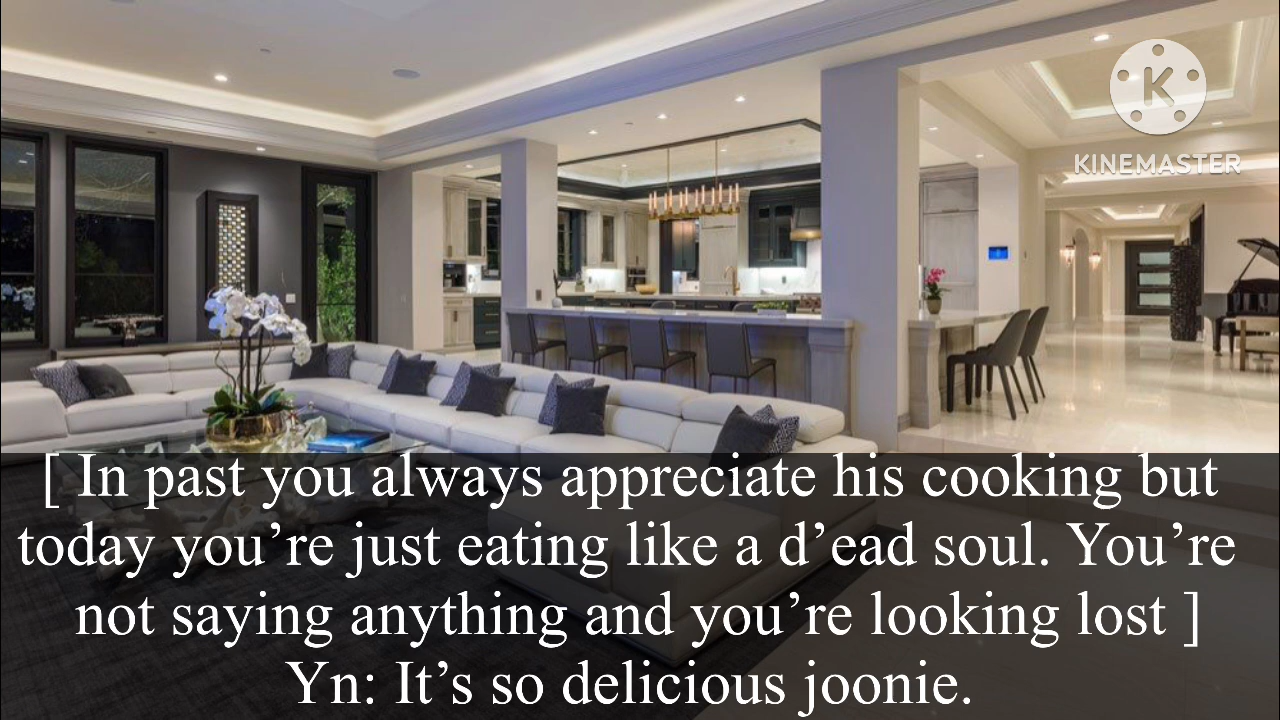 KINEMASTER
[ In past you always appreciate his cooking but
today you’re just eating like a d’ead soul. You’re
not saying anything and you’re looking lost ]
Yn: It’s so delicious joonie.